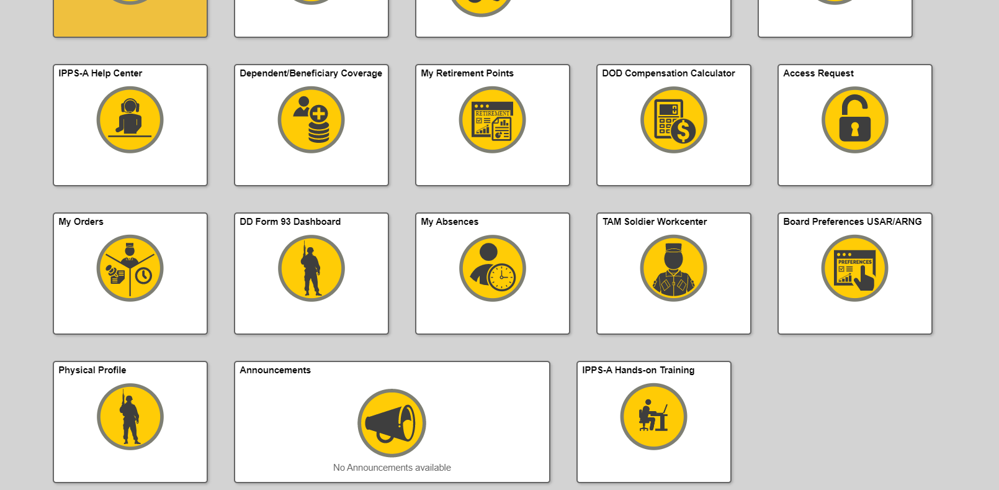 IPPS-A Help Center
Dependent/Beneficiary Coverage
My Retirement Points
RETIREMENT
DOD Compensation Calculator
Access Request
My Orders
DD Form 93 Dashboard
My Absences
TAM Soldier Workcenter
Board Preferences USAR/ARNG
PREFERENCES
Physical Profile
Announcements
No Announcements available
IPPS-A Hands-on Training